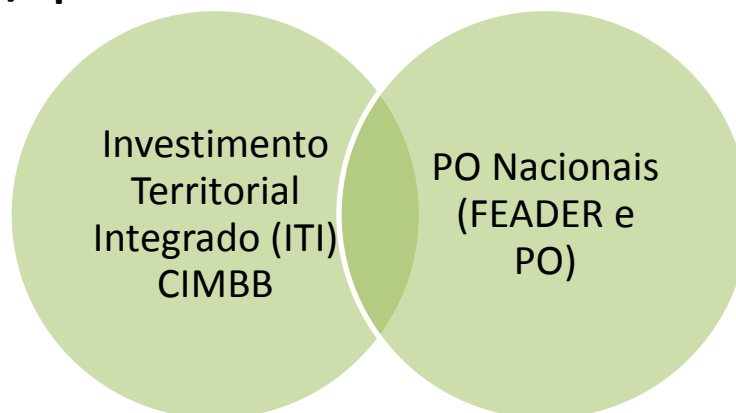 Investimento
Territorial
Integrado (ITI)
CIMBB
PO Nacionais
(FEADER e
PO)